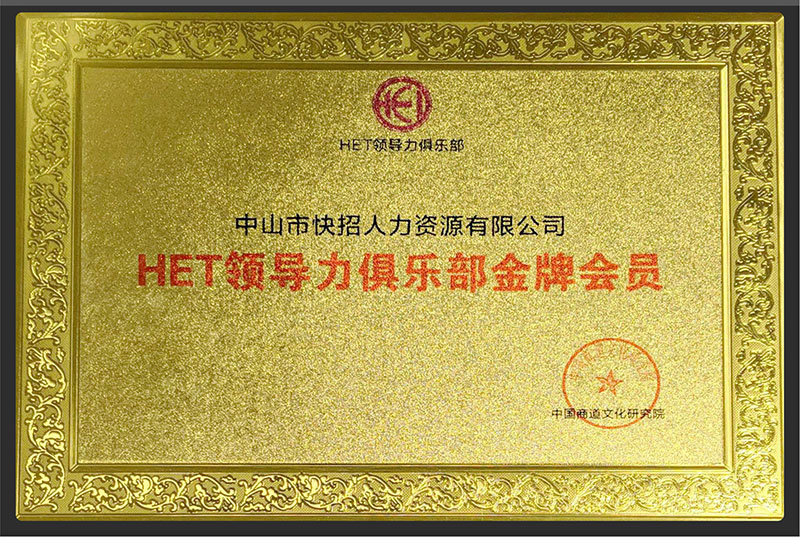 HET
HET领导力俱乐部
中山市快招人力资源有限公司
HET领导力俱乐部金牌会员
中国商道文化研究院